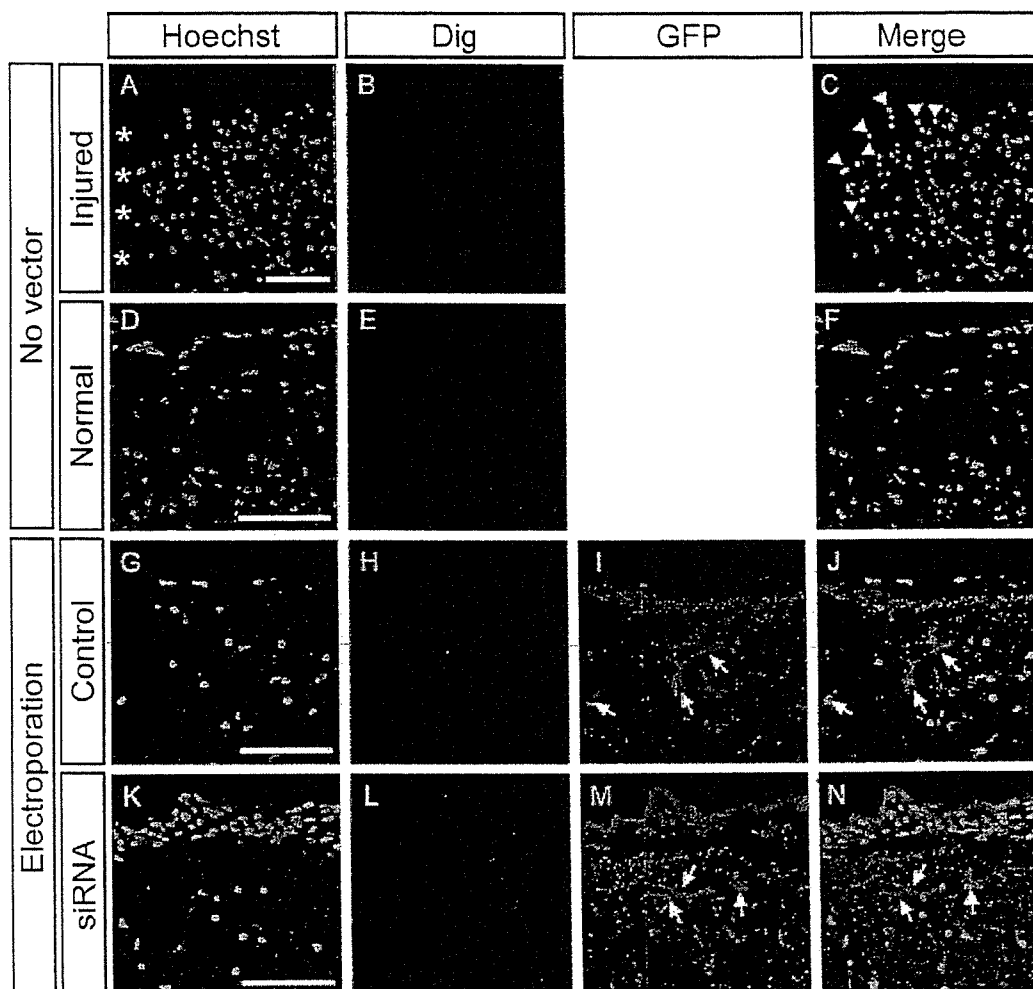 Hoechst Dig GFP Merge
No vector
Injured
A B C
* * * *
Normal
D E F
Electroporation
Control
G H I J
siRNA
K L M N